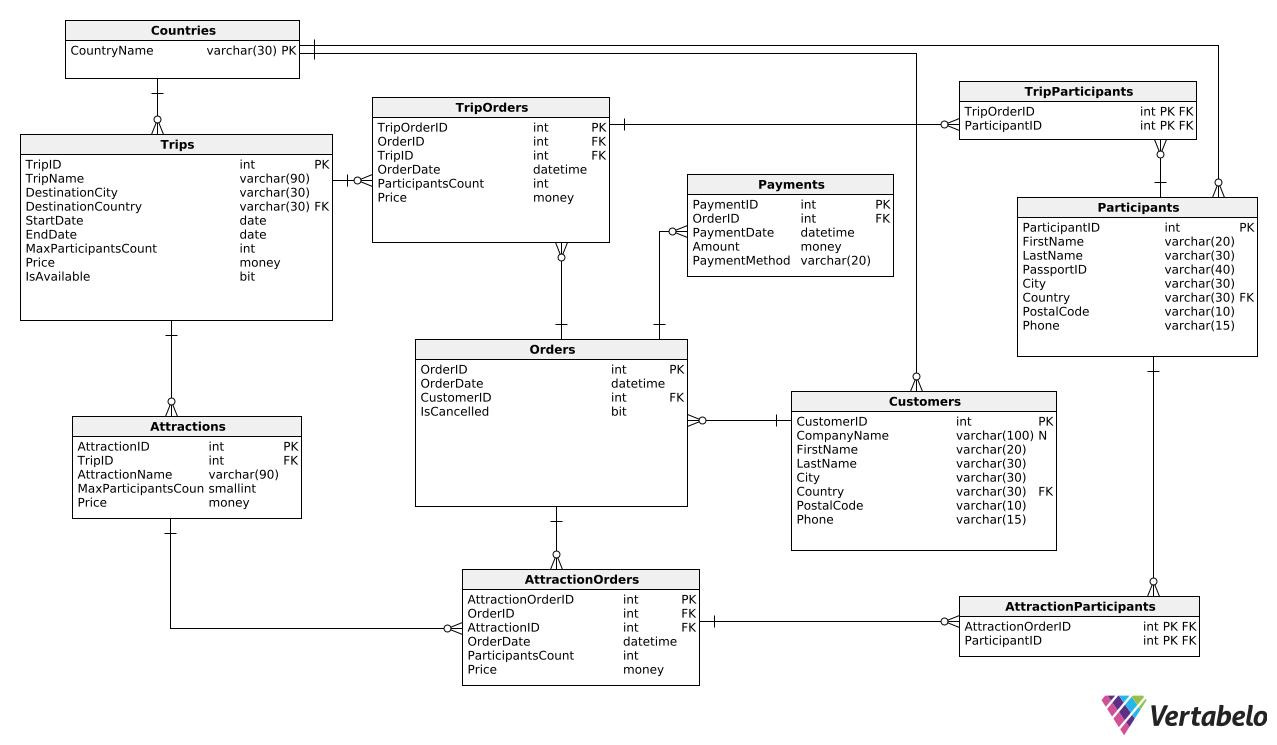 Countries
CountryName varchar(30) PK
Trips
TripID int PK
TripName varchar(90)
DestinationCity varchar(30)
DestinationCountry varchar(30) FK
StartDate date
EndDate date
MaxParticipantsCount int
Price money
IsAvailable bit
TripOrders
TripOrderID int PK
OrderID int FK
TripID int FK
OrderDate datetime
ParticipantsCount int
Price money
TripParticipants
TripOrderID int PK FK
ParticipantID int PK FK
Payments
PaymentID int PK
OrderID int FK
PaymentDate datetime
Amount money
PaymentMethod varchar(20)
Participants
ParticipantID int PK
FirstName varchar(20)
LastName varchar(30)
PassportID varchar(40)
City varchar(30)
Country varchar(30) FK
PostalCode varchar(10)
Phone varchar(15)
Orders
OrderID int PK
OrderDate datetime
CustomerID int FK
IsCancelled bit
Customers
CustomerID int PK
CompanyName varchar(100) N
FirstName varchar(20)
LastName varchar(30)
City varchar(30)
Country varchar(30) FK
PostalCode varchar(10)
Phone varchar(15)
Attractions
AttractionID int PK
TripID int FK
AttractionName varchar(90)
MaxParticipantsCoun smallint
Price money
AttractionOrders
AttractionOrderID int PK
OrderID int FK
AttractionID int FK
OrderDate datetime
ParticipantsCount int
Price money
AttractionParticipants
AttractionOrderID int PK FK
ParticipantID int PK FK
Vertabelo